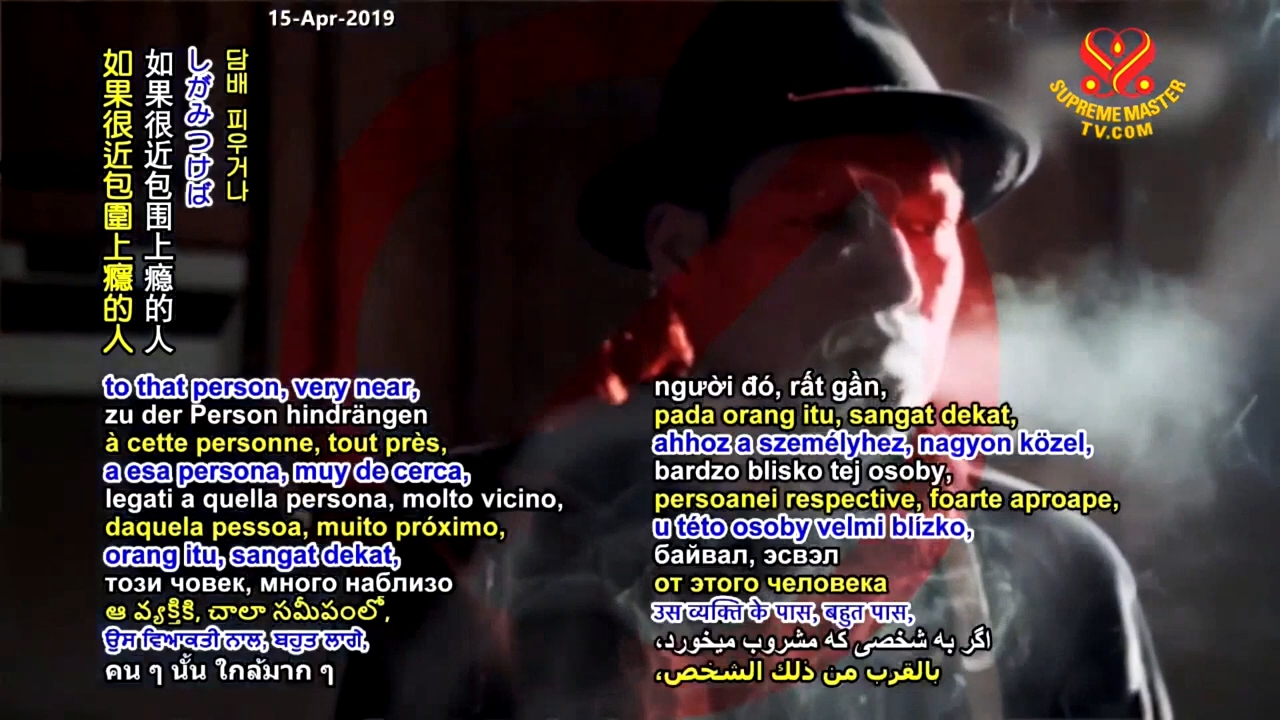 15-Apr-2019
SUPREME MASTER
TV.COM
담배 피우거나
しがみつけば
如果很近包围上瘾的人
如果很近包圍上癮的人
to that person, very near,
zu der Person hindrängen
à cette personne, tout près,
a esa persona, muy de cerca,
legati a quella persona, molto vicino,
daquela pessoa, muito próximo,
orang itu, sangat dekat,
този човек, много наблизо
ఆ వ్యక్తికి, చాలా సమీపంలో,
ਉਸ ਵਿਅਕਤੀ ਨਾਲ, ਬਹੁਤ ਲਾਗੇ,
คน ๆ นั้น ใกล้มาก ๆ
người đó, rất gần,
pada orang itu, sangat dekat,
ahhoz a személyhez, nagyon közel,
bardzo blisko tej osoby,
persoanei respective, foarte aproape,
u této osoby velmi blízko,
байвал, эсвэл
от этого человека
उस व्यक्ति के पास, बहुत पास,
اگر به شخصی که مشروب میخورد،
بالقرب من ذلك الشخص،